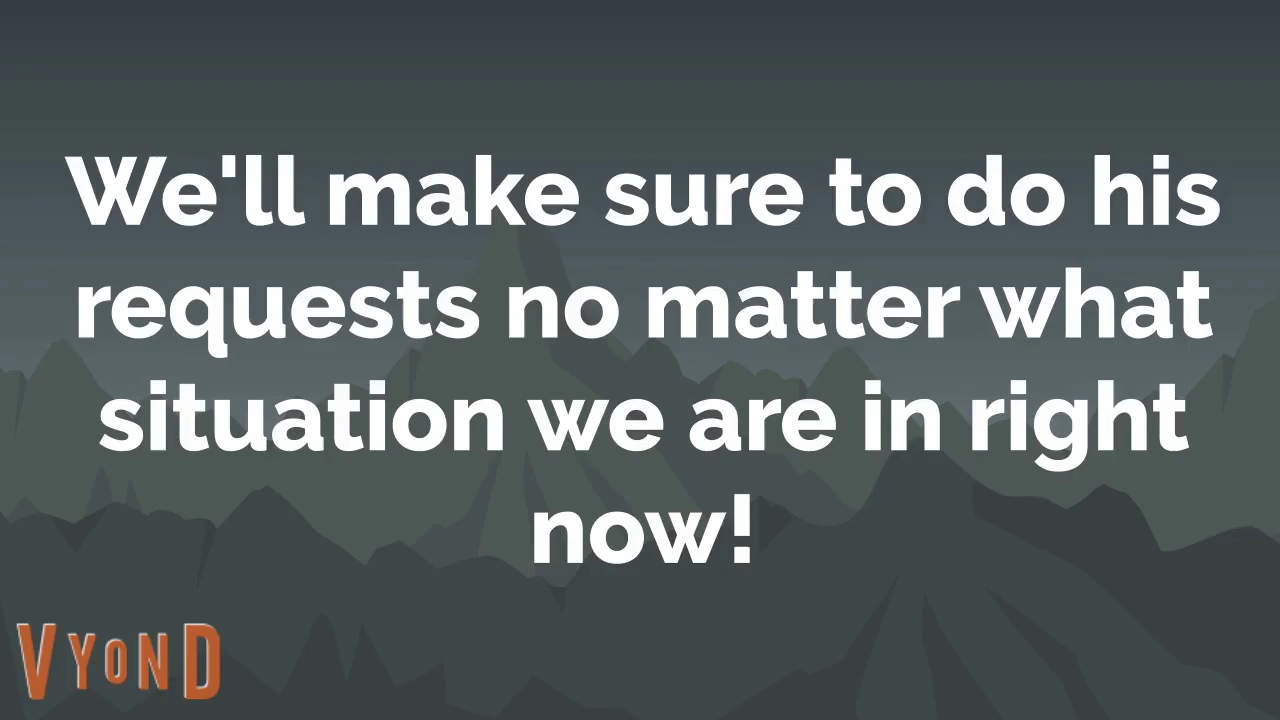 We'll make sure to do his
requests no matter what
situation we are in right
now!
VYOND